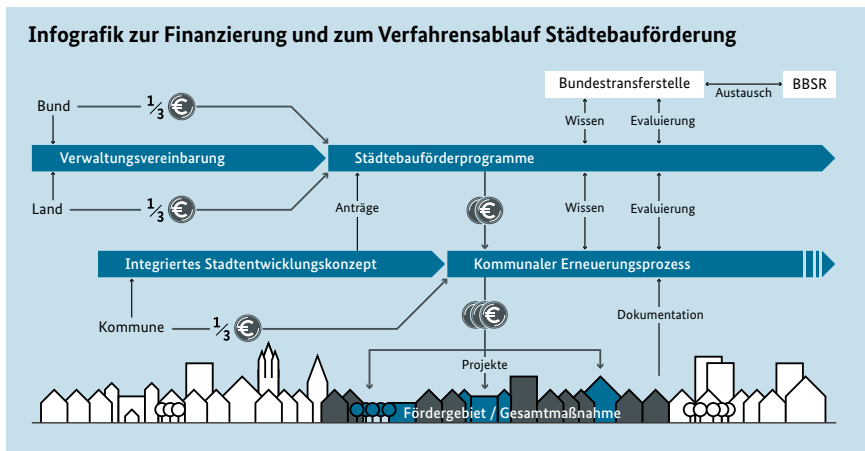 Infografik zur Finanzierung und zum Verfahrensablauf Städtebauförderung
Bundestransferstelle
BBSR
Austausch
Bund
1/3 €
Wissen
Evaluierung
Verwaltungsvereinbarung
Städtebauförderprogramme
Land
1/3 €
Anträge
€
Wissen
Evaluierung
Integriertes Stadtentwicklungskonzept
Kommunaler Erneuerungsprozess
Kommune
1/3 €
€
Dokumentation
Projekte
Fördergebiet / Gesamtmaßnahme